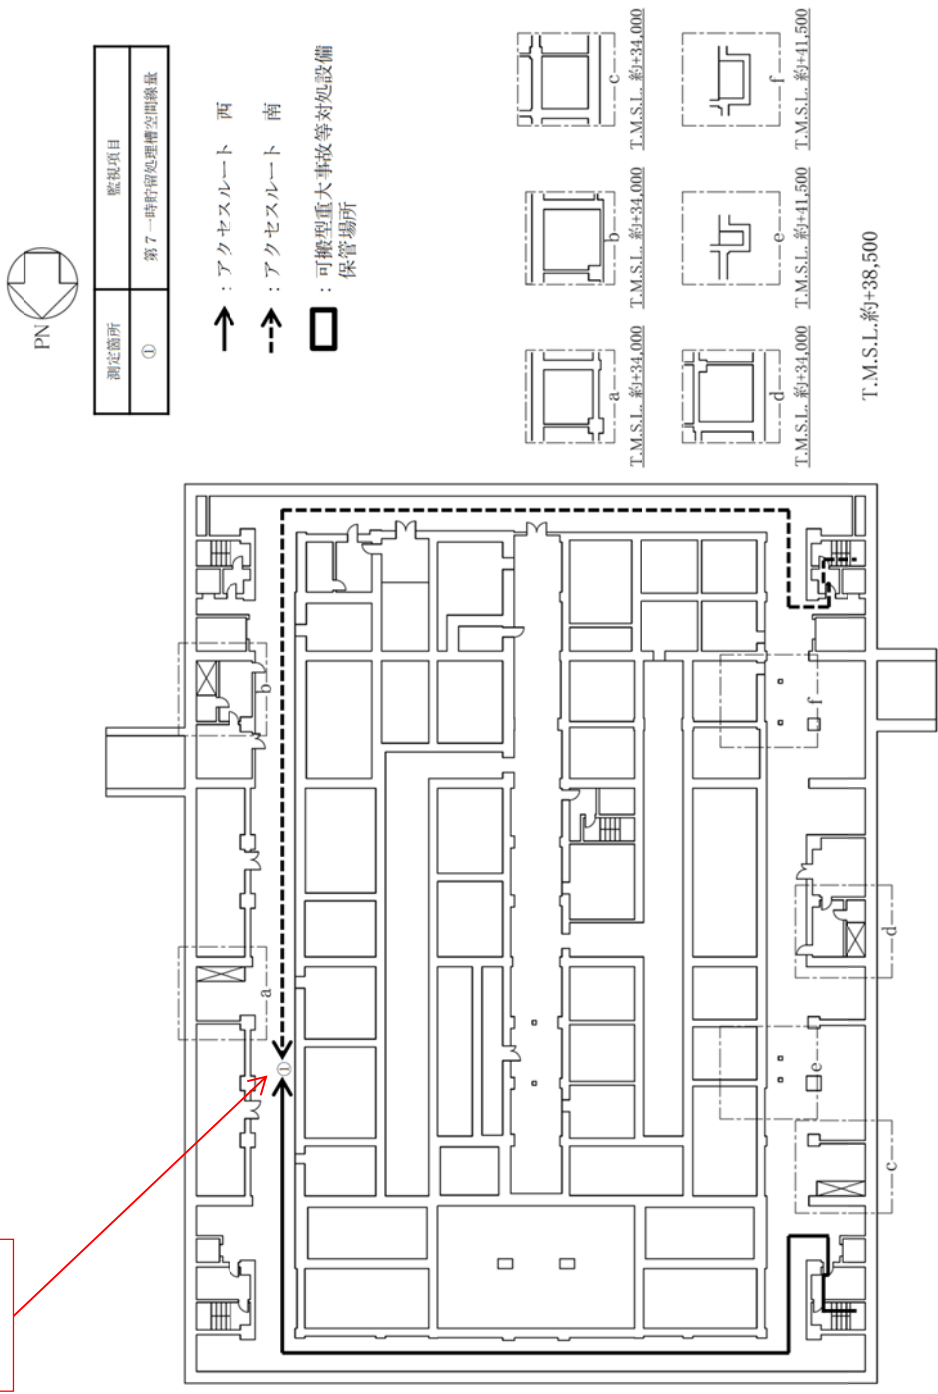 PN
測定箇所 監視項目
① 第7一時貯留処理槽空間線量
：アクセスルート 西
：アクセスルート 南
：可搬型重大事故等対処設備
保管場所
a
T.M.S.L. 約+34,000
b
T.M.S.L. 約+34,000
c
T.M.S.L. 約+34,000
d
T.M.S.L. 約+34,000
e
T.M.S.L. 約+41,500
f
T.M.S.L. 約+41,500
T.M.S.L.約+38,500
①
a
b
c
d
e
f